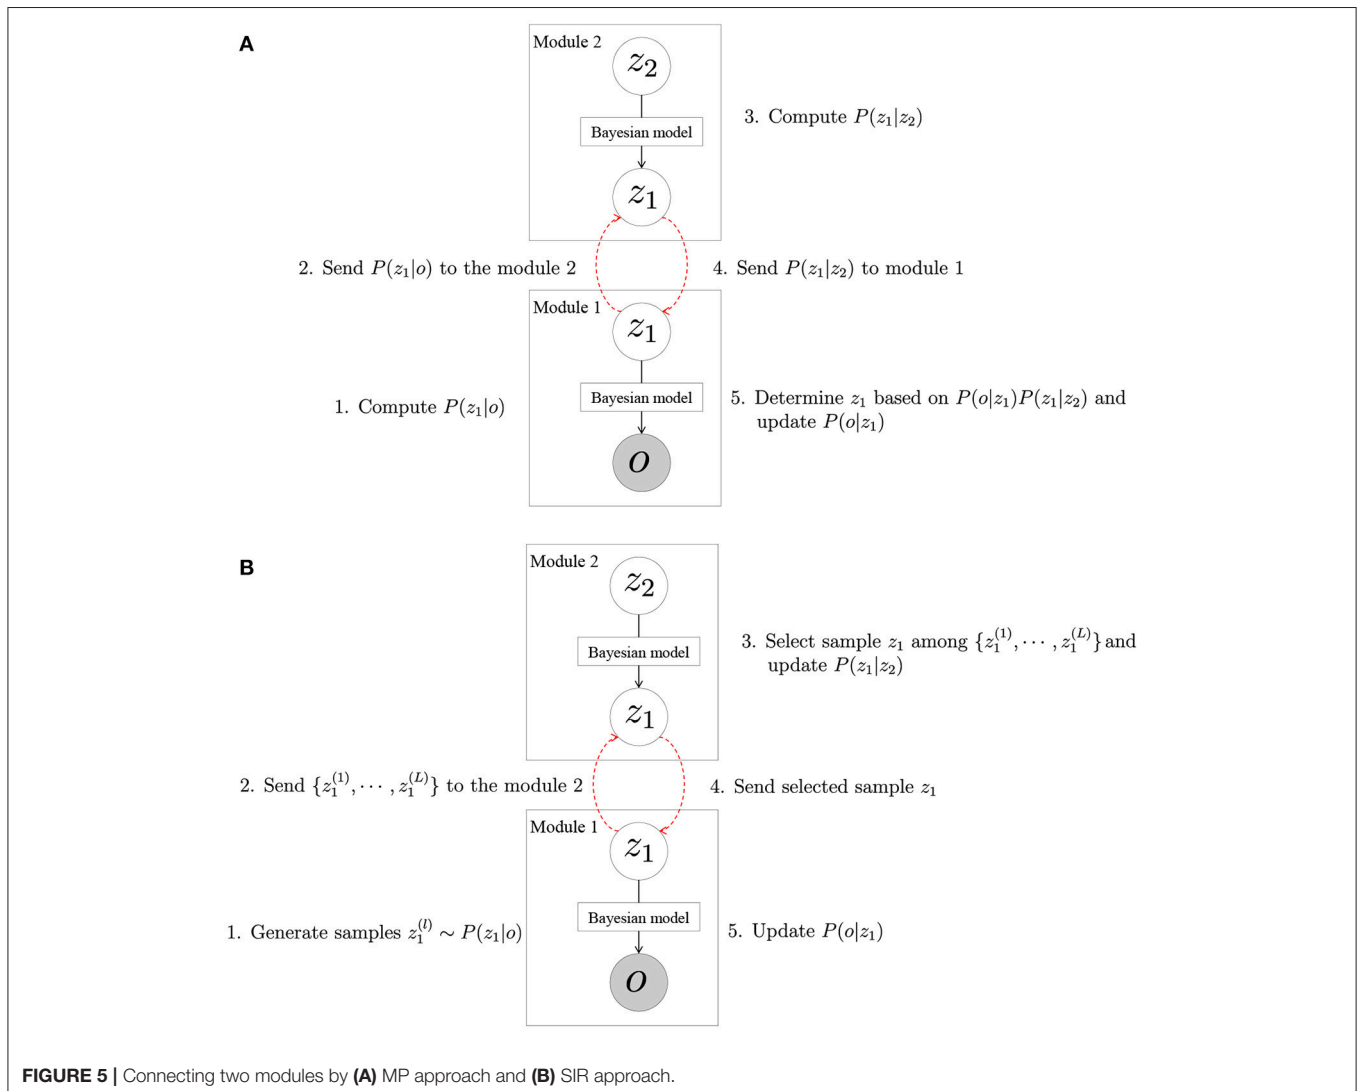 A
Module 2
z₂
Bayesian model
3. Compute P(z₁|z₂)
z₁
2. Send P(z₁|o) to the module 2
4. Send P(z₁|z₂) to module 1
Module 1
z₁
Bayesian model
1. Compute P(z₁|o)
5. Determine z₁ based on P(o|z₁)P(z₁|z₂) and
update P(o|z₁)
o
B
Module 2
z₂
Bayesian model
3. Select sample z₁ among {z₁⁽¹⁾, ⋯ , z₁⁽ᴸ⁾} and
update P(z₁|z₂)
z₁
2. Send {z₁⁽¹⁾, ⋯ , z₁⁽ᴸ⁾} to the module 2
4. Send selected sample z₁
Module 1
z₁
Bayesian model
1. Generate samples z₁⁽ˡ⁾ ∼ P(z₁|o)
5. Update P(o|z₁)
o
FIGURE 5 | Connecting two modules by (A) MP approach and (B) SIR approach.